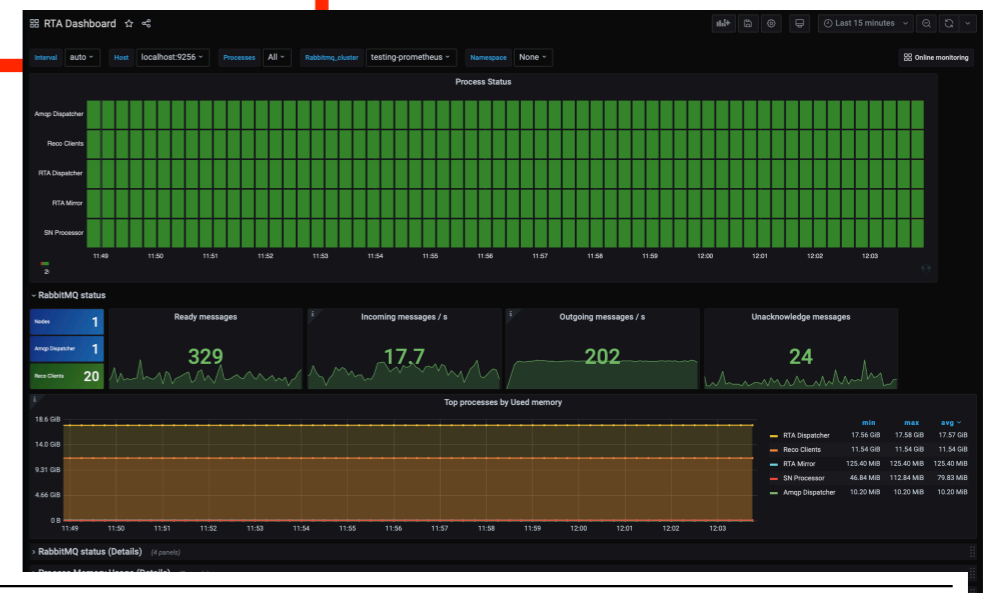 RTA Dashboard
Last 15 minutes
Interval auto Host localhost:9256 Processes All Rabbitmq_cluster testing-prometheus Namespace None Online monitoring
Process Status
Amqp Dispatcher
Reco Clients
RTA Dispatcher
RTA Mirror
SN Processor
11:49 11:50 11:51 11:52 11:53 11:54 11:55 11:56 11:57 11:58 11:59 12:00 12:01 12:02 12:03
RabbitMQ status
Nodes 1
Amqp Dispatcher 1
Reco Clients 20
Ready messages
329
Incoming messages / s
17.7
Outgoing messages / s
202
Unacknowledge messages
24
Top processes by Used memory
18.6 GiB
14.0 GiB
9.31 GiB
4.66 GiB
0 B
11:49 11:50 11:51 11:52 11:53 11:54 11:55 11:56 11:57 11:58 11:59 12:00 12:01 12:02 12:03
min max avg
RTA Dispatcher 17.56 GiB 17.58 GiB 17.57 GiB
Reco Clients 11.54 GiB 11.54 GiB 11.54 GiB
RTA Mirror 125.40 MiB 125.40 MiB 125.40 MiB
SN Processor 46.84 MiB 112.84 MiB 79.83 MiB
Amqp Dispatcher 10.20 MiB 10.20 MiB 10.20 MiB
RabbitMQ status (Details) (4 panels)